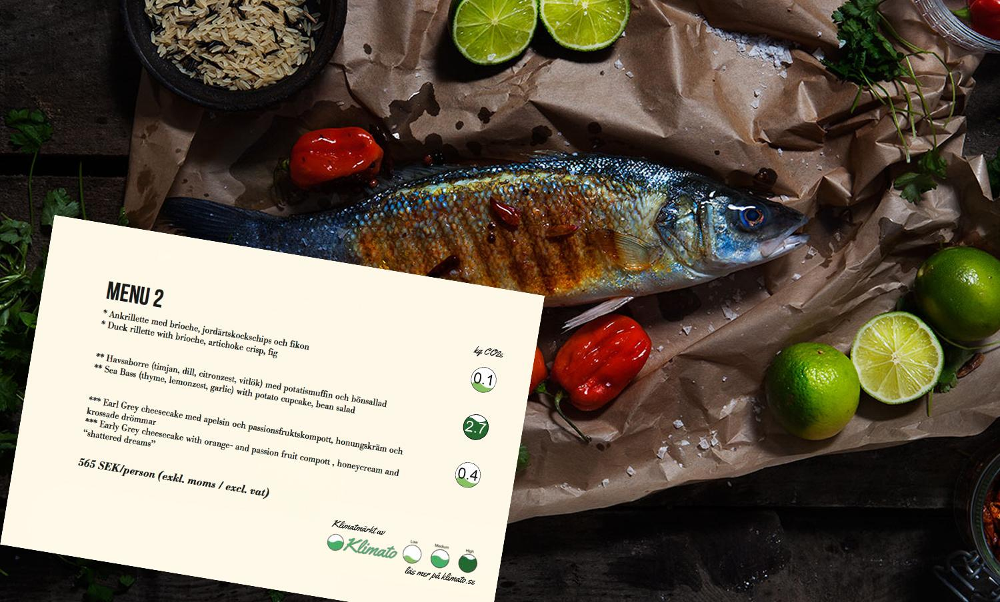 MENU 2
* Ankrillette med brioche, jordärtskockschips och fikon
* Duck rillette with brioche, artichoke crisp, fig
kg CO2e
0.1
** Havsaborre (timjan, dill, citronzest, vitlök) med potatismuffin och bönsallad
** Sea Bass (thyme, lemonzest, garlic) with potato cupcake, bean salad
2.7
*** Earl Grey cheesecake med apelsin och passionsfruktskompott, honungskräm och
krossade drömmar
*** Early Grey cheesecake with orange- and passion fruit compott , honeycream and
“shattered dreams”
0.4
565 SEK/person (exkl. moms / excl. vat)
Klimatmärkt av
Klimato
Low Medium High
läs mer på klimato.se